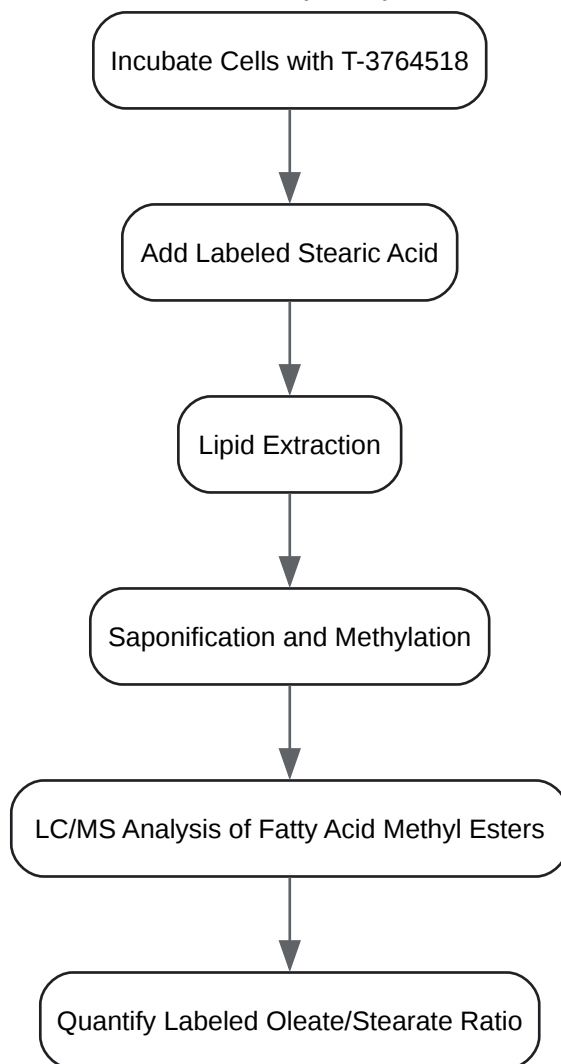 Incubate Cells with T-3764518
Add Labeled Stearic Acid
Lipid Extraction
Saponification and Methylation
LC/MS Analysis of Fatty Acid Methyl Esters
Quantify Labeled Oleate/Stearate Ratio